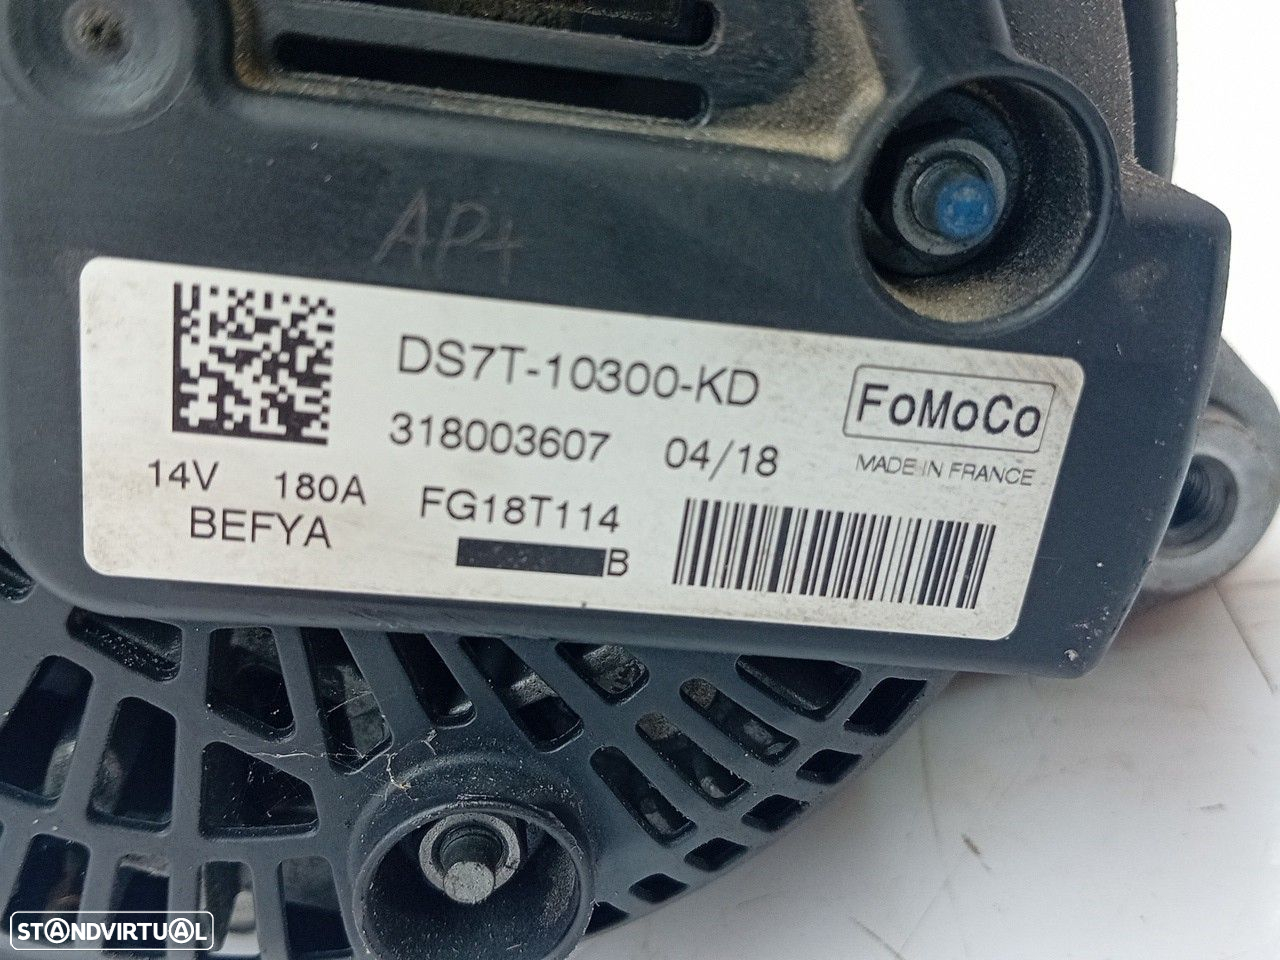 AP+
DS7T-10300-KD
FoMoCo
318003607 04/18
MADE IN FRANCE
14V 180A FG18T114
BEFYA B
STANDVIRTUAL